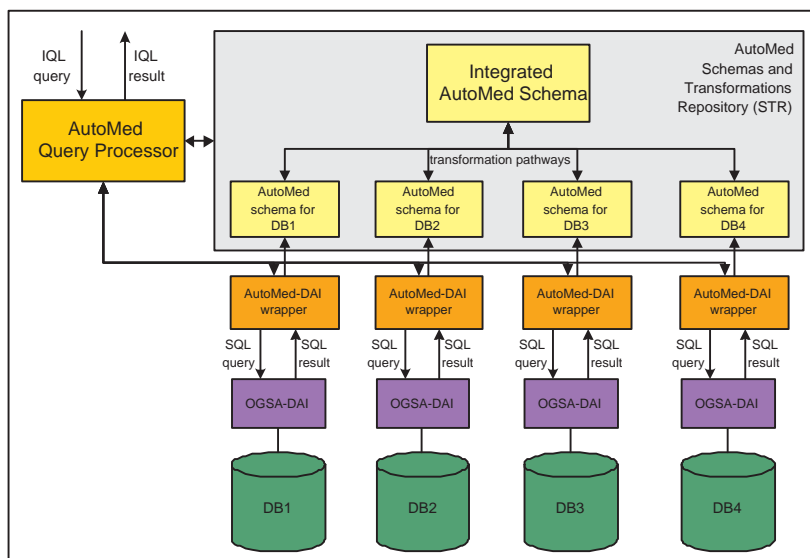 IQL
query
IQL
result
AutoMed
Query Processor
Integrated
AutoMed Schema
AutoMed
Schemas and
Transformations
Repository (STR)
transformation pathways
AutoMed
schema for
DB1
AutoMed
schema for
DB2
AutoMed
schema for
DB3
AutoMed
schema for
DB4
AutoMed-DAI
wrapper
AutoMed-DAI
wrapper
AutoMed-DAI
wrapper
AutoMed-DAI
wrapper
SQL
query
SQL
result
SQL
query
SQL
result
SQL
query
SQL
result
SQL
query
SQL
result
OGSA-DAI
OGSA-DAI
OGSA-DAI
OGSA-DAI
DB1
DB2
DB3
DB4